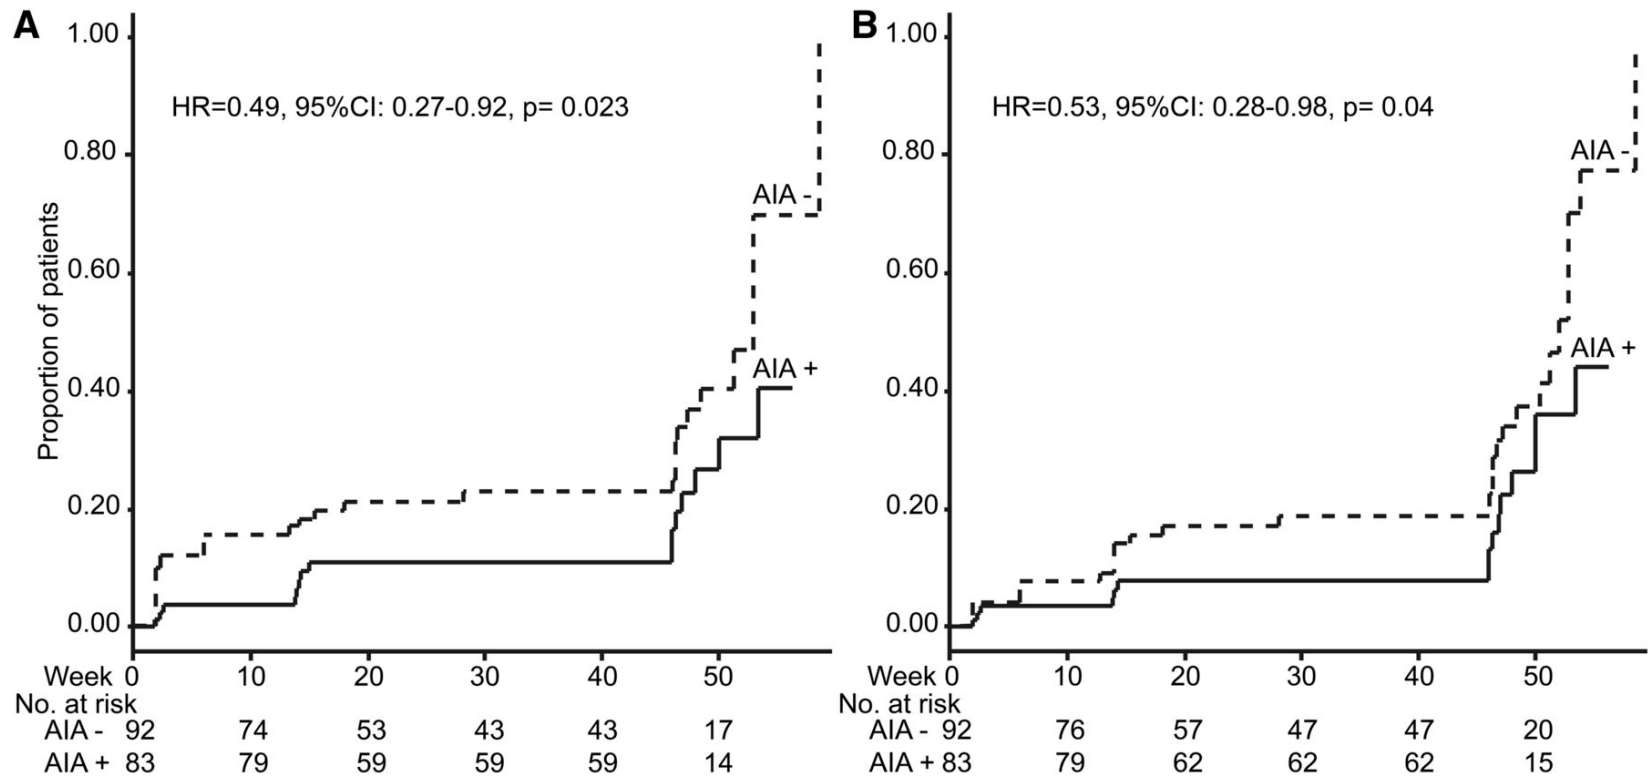 A
1.00
HR=0.49, 95%CI: 0.27-0.92, p= 0.023
0.80
AIA -
0.60
Proportion of patients
AIA +
0.40
0.20
0.00
Week 0 10 20 30 40 50
No. at risk
AIA - 92 74 53 43 43 17
AIA + 83 79 59 59 59 14
B
1.00
HR=0.53, 95%CI: 0.28-0.98, p= 0.04
AIA -
0.80
0.60
AIA +
0.40
0.20
0.00
Week 0 10 20 30 40 50
No. at risk
AIA - 92 76 57 47 47 20
AIA + 83 79 62 62 62 15